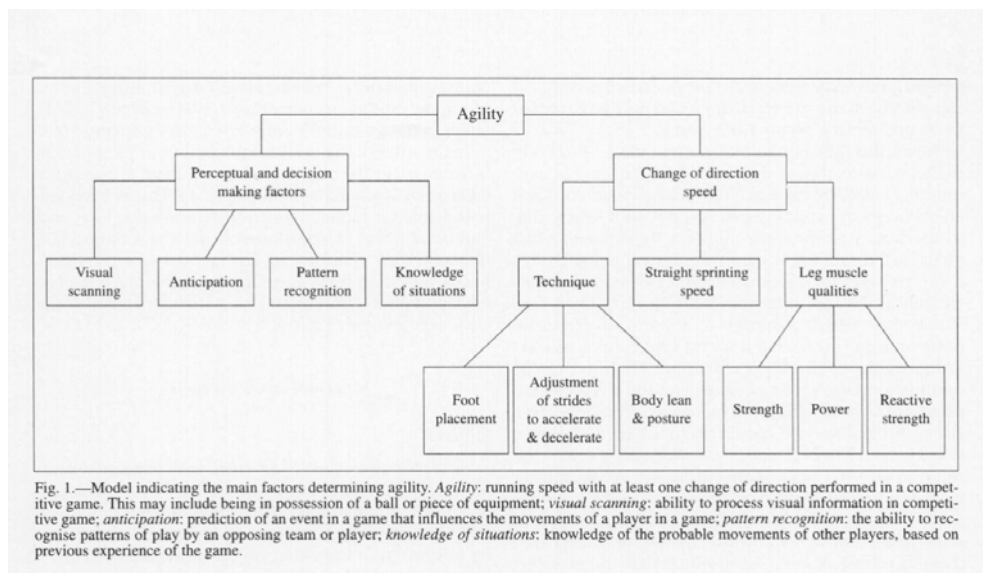 Agility
Perceptual and decision
making factors
Change of direction
speed
Visual
scanning
Anticipation
Pattern
recognition
Knowledge
of situations
Technique
Straight sprinting
speed
Leg muscle
qualities
Foot
placement
Adjustment
of strides
to accelerate
& decelerate
Body lean
& posture
Strength
Power
Reactive
strength
Fig. 1.—Model indicating the main factors determining agility. Agility: running speed with at least one change of direction performed in a compet-
itive game. This may include being in possession of a ball or piece of equipment; visual scanning: ability to process visual information in competi-
tive game; anticipation: prediction of an event in a game that influences the movements of a player in a game; pattern recognition: the ability to rec-
ognise patterns of play by an opposing team or player; knowledge of situations: knowledge of the probable movements of other players, based on
previous experience of the game.